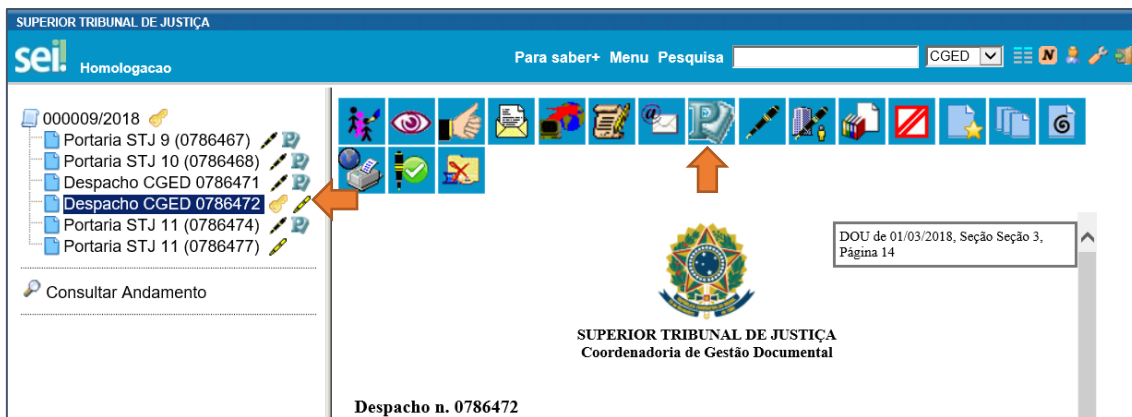 SUPERIOR TRIBUNAL DE JUSTIÇA
sei! Homologacao
Para saber+ Menu Pesquisa CGED N
000009/2018
Portaria STJ 9 (0786467)
Portaria STJ 10 (0786468)
Despacho CGED 0786471
Despacho CGED 0786472
Portaria STJ 11 (0786474)
Portaria STJ 11 (0786477)
Consultar Andamento
DOU de 01/03/2018, Seção Seção 3,
Página 14
SUPERIOR TRIBUNAL DE JUSTIÇA
Coordenadoria de Gestão Documental
Despacho n. 0786472